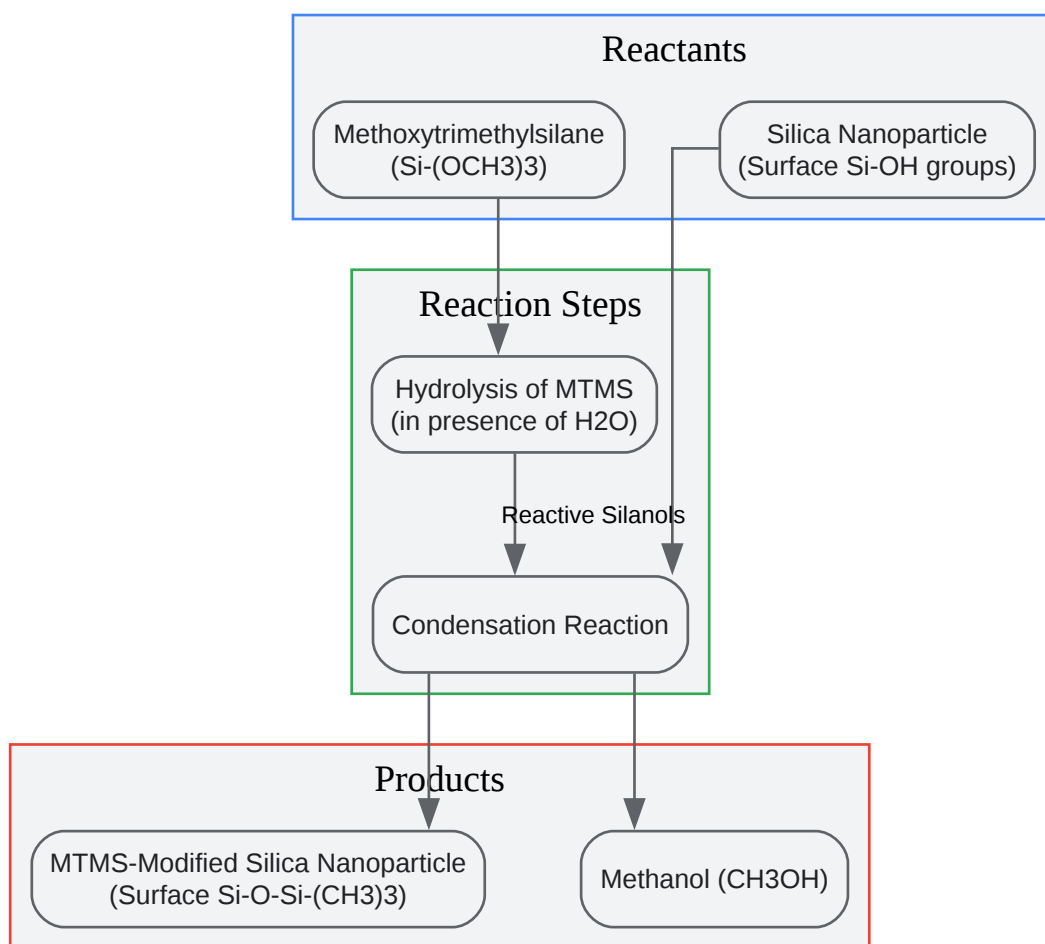 Reactants
Methoxytrimethylsilane
(Si-(OCH3)3)
Silica Nanoparticle
(Surface Si-OH groups)
Reaction Steps
Hydrolysis of MTMS
(in presence of H2O)
Reactive Silanols
Condensation Reaction
Products
MTMS-Modified Silica Nanoparticle
(Surface Si-O-Si-(CH3)3)
Methanol (CH3OH)